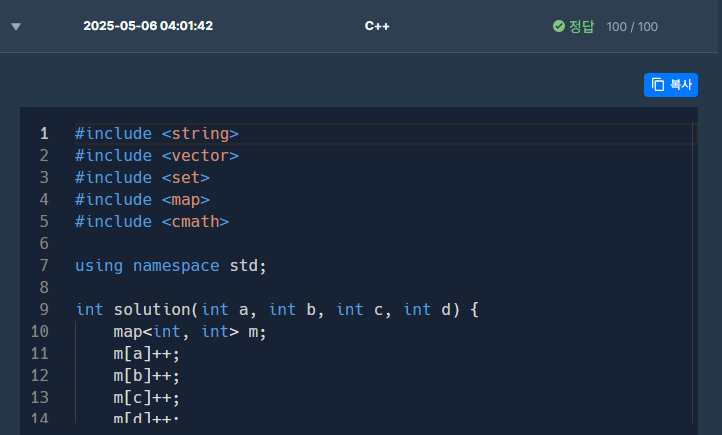 2025-05-06 04:01:42 C++ 정답 100 / 100
복사
1 #include <string>
2 #include <vector>
3 #include <set>
4 #include <map>
5 #include <cmath>
6
7 using namespace std;
8
9 int solution(int a, int b, int c, int d) {
10 map<int, int> m;
11 m[a]++;
12 m[b]++;
13 m[c]++;
14 m[d]++;